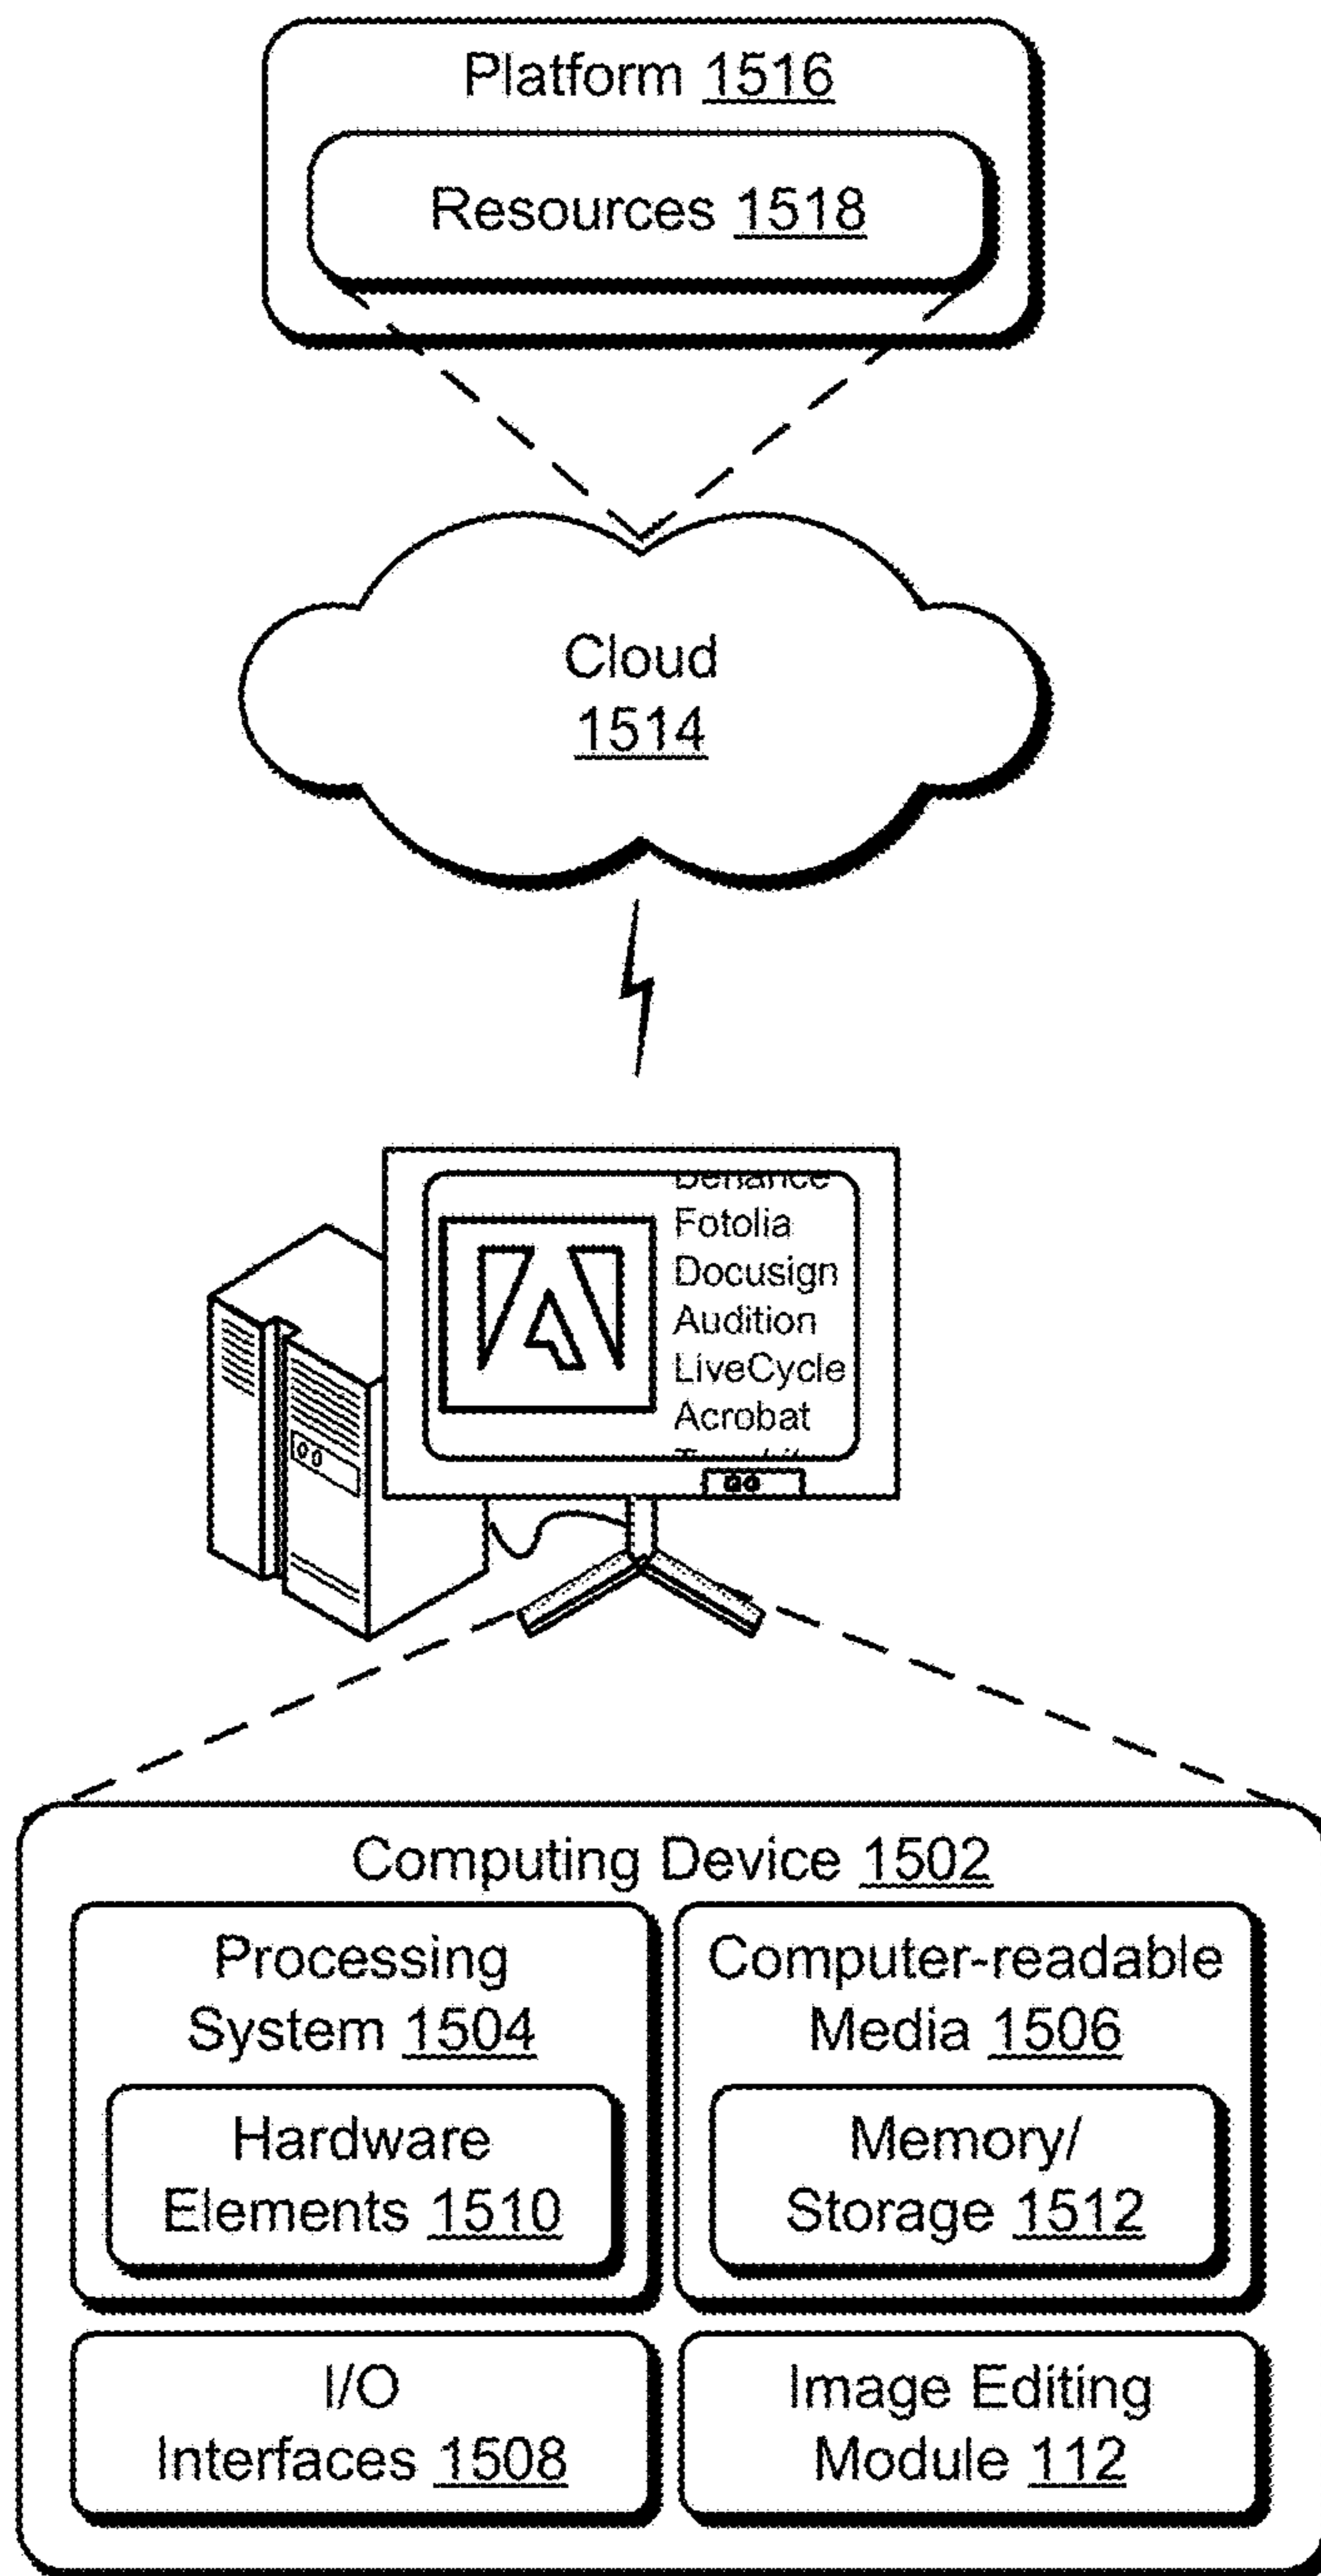 Platform 1516
Resources 1518
Cloud
1514
Fotolia
Docusign
Audition
LiveCycle
Acrobat
Computing Device 1502
Processing
System 1504
Hardware
Elements 1510
Computer-readable
Media 1506
Memory/
Storage 1512
I/O
Interfaces 1508
Image Editing
Module 112